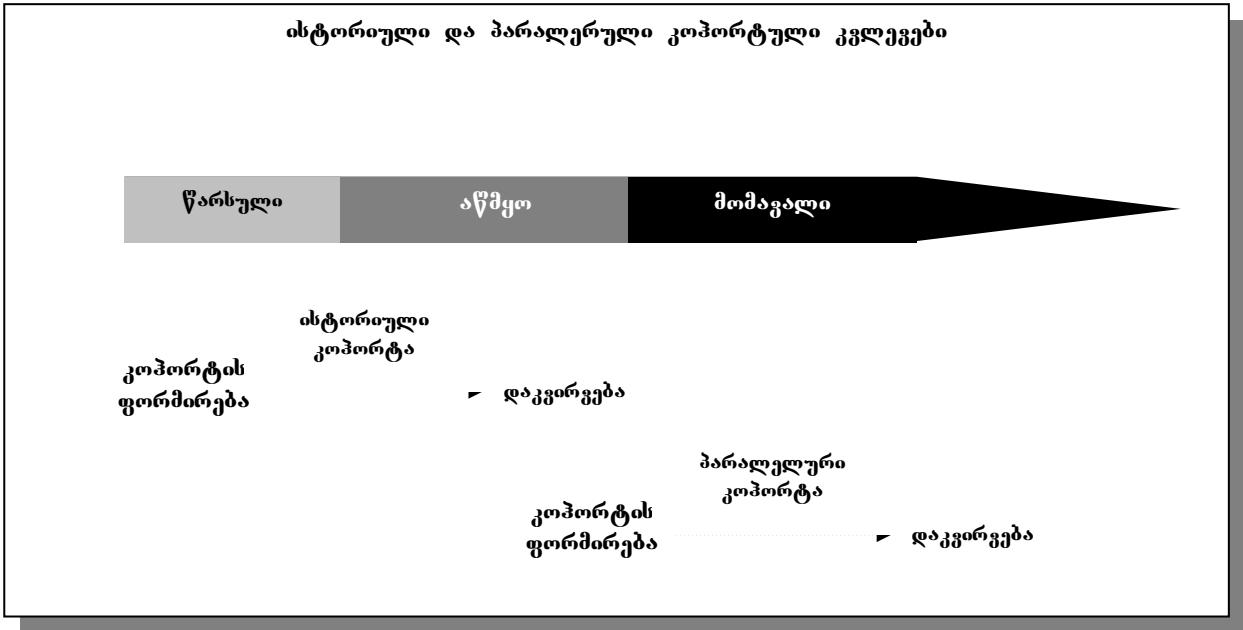 ისტორიული და პარალერული კოჰორტული კვლევები
წარსული აწმყო მომავალი
ისტორიული
კოჰორტა
კოჰორტის
ფორმირება
დაკვირვება
პარალელური
კოჰორტა
კოჰორტის
ფორმირება
დაკვირვება